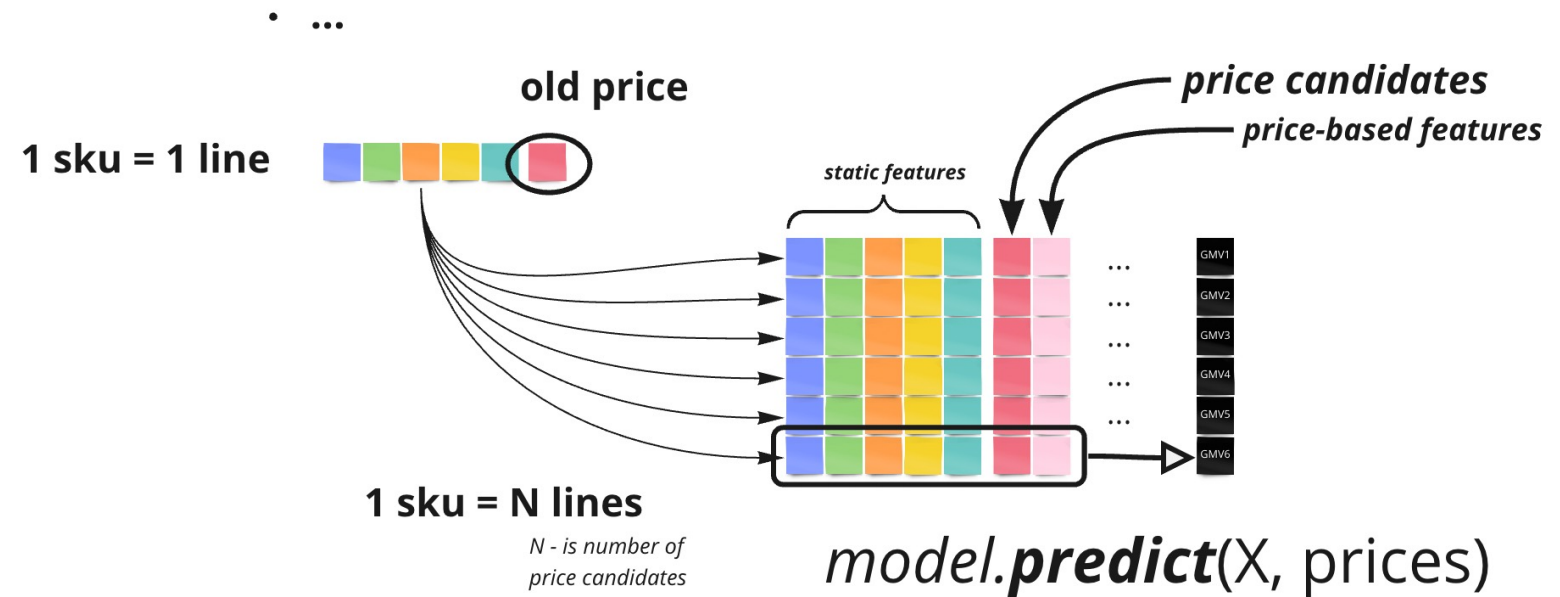 • ...
old price
1 sku = 1 line
price candidates
price-based features
static features
... GMV1
... GMV2
... GMV3
... GMV4
... GMV5
GMV6
1 sku = N lines
N - is number of
price candidates
model.predict(X, prices)